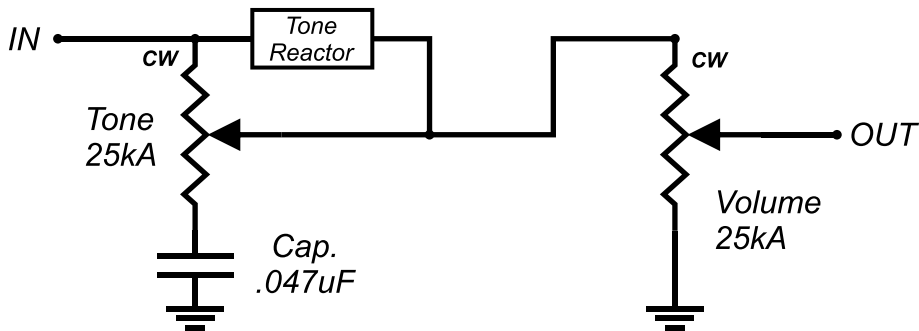 IN
CW
Tone
Reactor
CW
Tone
25kA
OUT
Cap.
.047uF
Volume
25kA